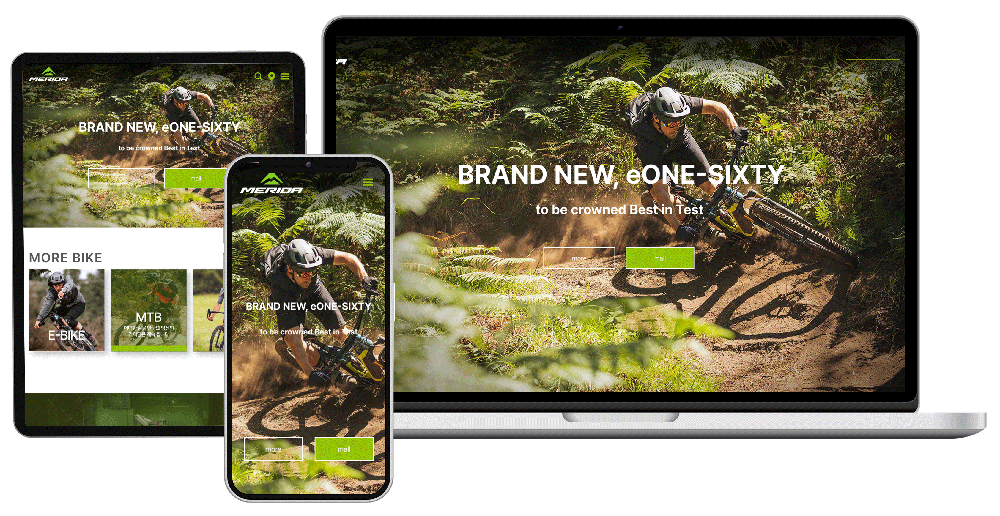 MERIDA
BRAND NEW, eONE-SIXTY
to be crowned Best in Test
mall
MORE BIKE
E-BIKE
MTB
MERIDA
BRAND NEW, eONE-SIXTY
to be crowned Best in Test
more
mall
BRAND NEW, eONE-SIXTY
to be crowned Best in Test
more
mall